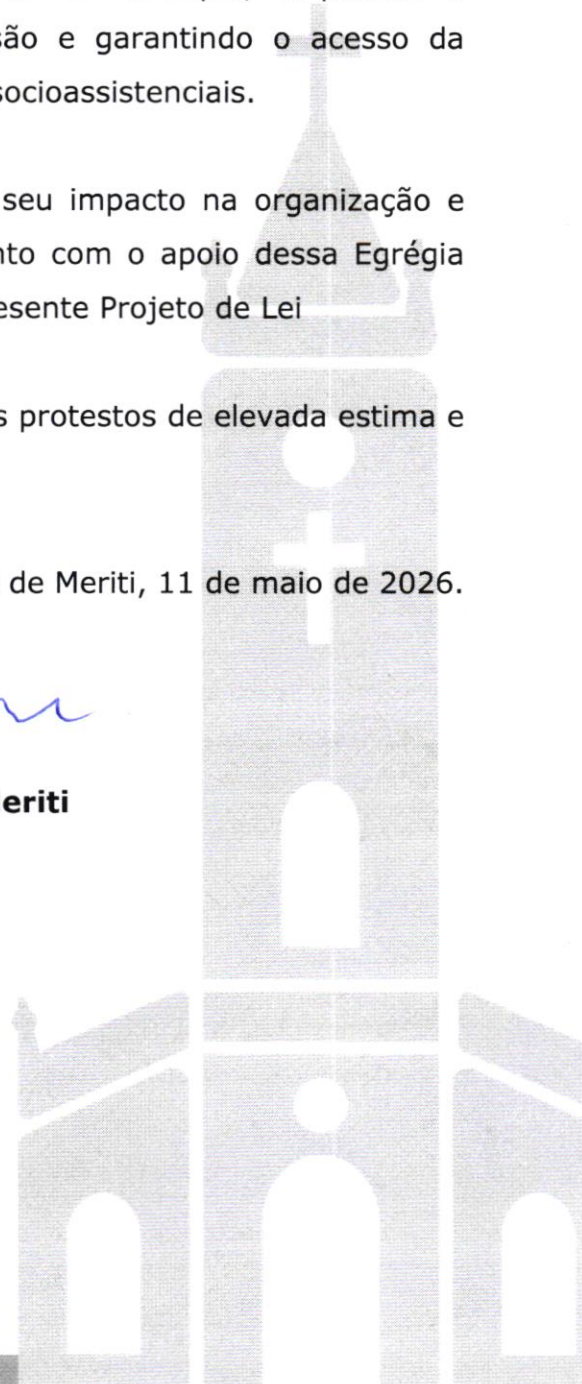 são e garantindo o acesso da
socioassistenciais.
seu impacto na organização e
nto com o apoio dessa Egrégia
esente Projeto de Lei
s protestos de elevada estima e
de Meriti, 11 de maio de 2026.
eriti